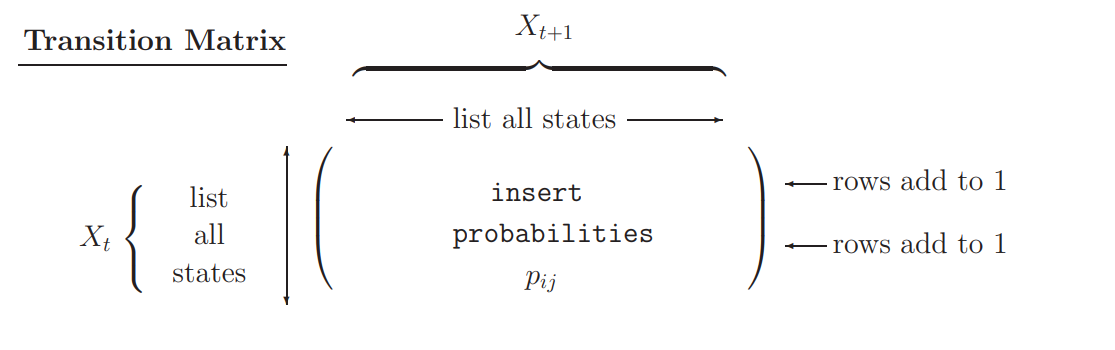 Transition Matrix
X_{t+1}
list all states
insert
probabilities
p_{ij}
X_t
list
all
states
rows add to 1
rows add to 1